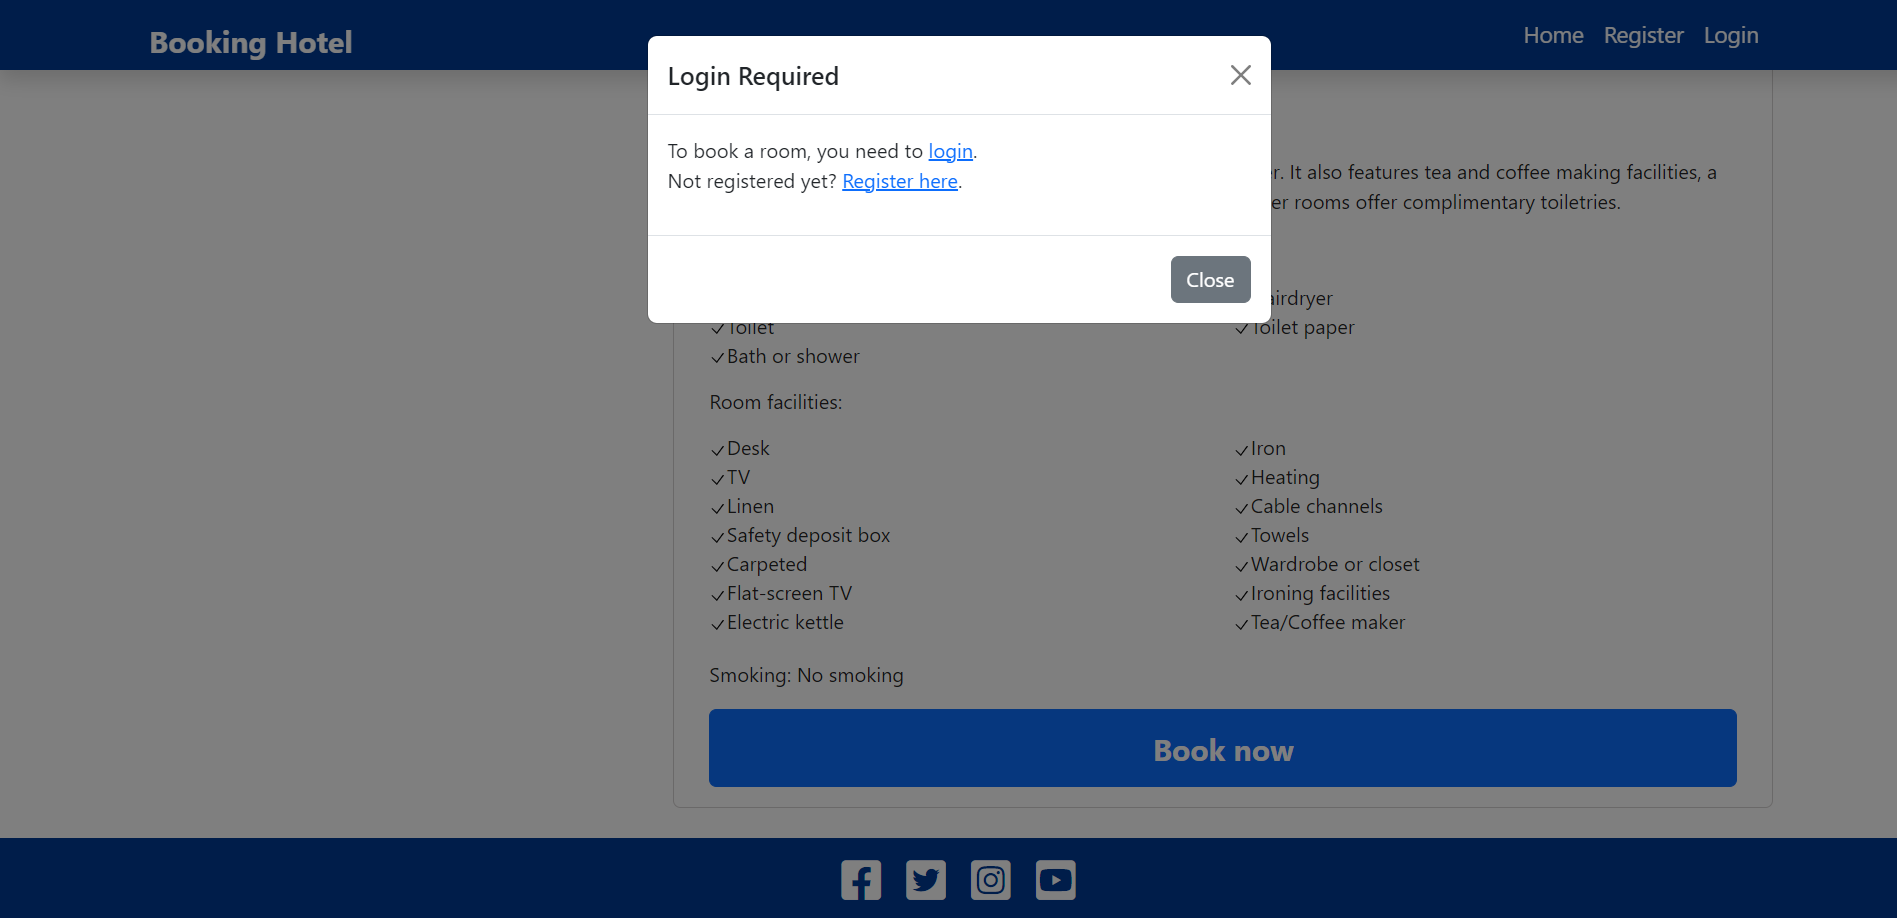 Booking Hotel
Home Register Login
Login Required
To book a room, you need to login.
Not registered yet? Register here.
Close
It also features tea and coffee making facilities, a
rooms offer complimentary toiletries.
Toilet
Toilet paper
Bath or shower
Room facilities:
Desk
Iron
TV
Heating
Linen
Cable channels
Safety deposit box
Towels
Carpeted
Wardrobe or closet
Flat-screen TV
Ironing facilities
Electric kettle
Tea/Coffee maker
Smoking: No smoking
Book now